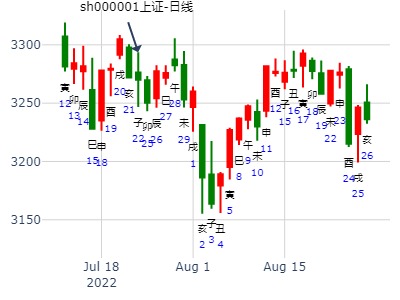 sh000001上证-日线
3300
3250
3200
3150
寅
12
卯
13
辰
14
巳
15
申
18
酉
19
戌
20
亥
21
子
22
卯
25
辰
26
巳
27
午
28
未
29
戌
1
亥
2
子
3
丑
4
寅
5
巳
8
午
9
未
10
申
11
酉
12
子
15
丑
16
寅
17
卯
18
辰
19
未
22
申
23
酉
24
戌
25
亥
26
Jul 18
2022
Aug 1
Aug 15